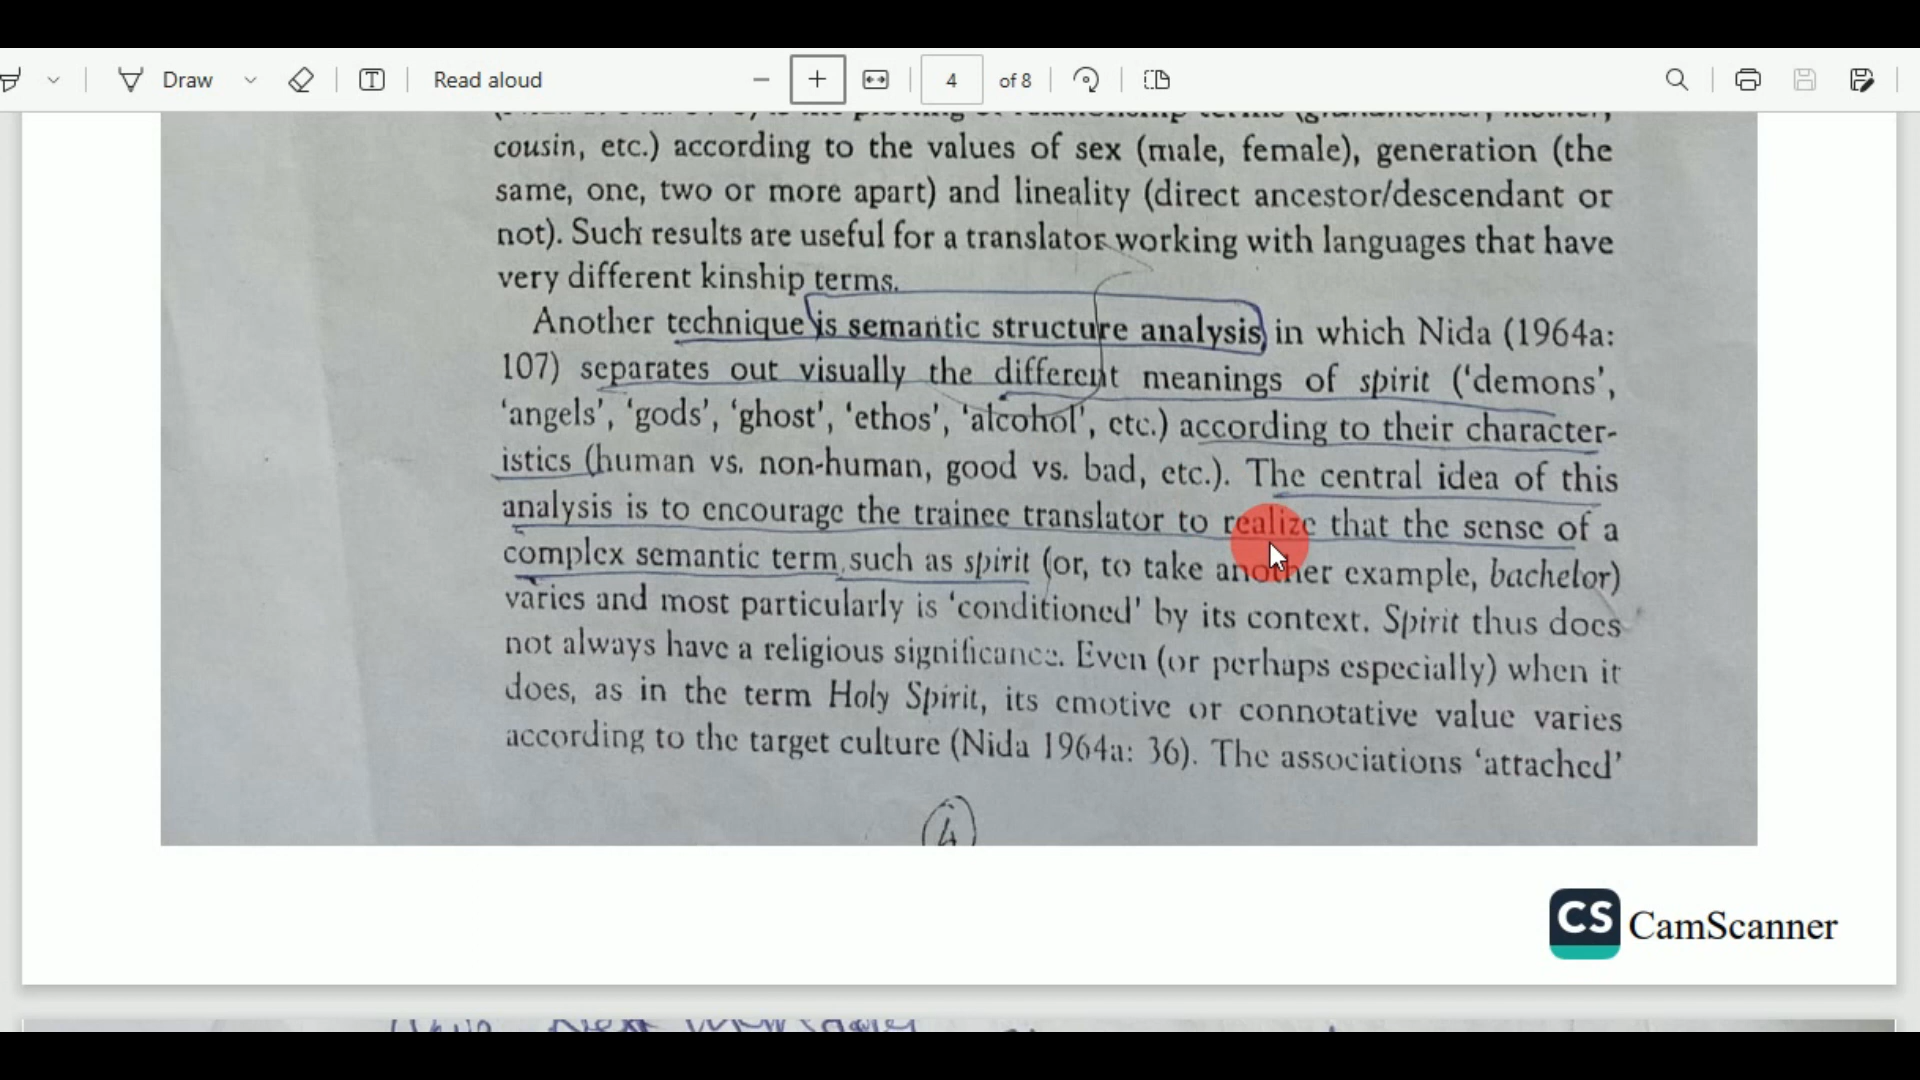 Draw
Read aloud
4 of 8
cousin, etc.) according to the values of sex (male, female), generation (the
same, one, two or more apart) and lineality (direct ancestor/descendant or
not). Such results are useful for a translator working with languages that have
very different kinship terms.
Another technique is semantic structure analysis in which Nida (1964a:
107) separates out visually the different meanings of spirit (‘demons’,
‘angels’, ‘gods’, ‘ghost’, ‘ethos’, ‘alcohol’, etc.) according to their character-
istics (human vs. non-human, good vs. bad, etc.). The central idea of this
analysis is to encourage the trainee translator to realize that the sense of a
complex semantic term such as spirit (or, to take another example, bachelor)
varies and most particularly is ‘conditioned’ by its context. Spirit thus does
not always have a religious significance. Even (or perhaps especially) when it
does, as in the term Holy Spirit, its emotive or connotative value varies
according to the target culture (Nida 1964a: 36). The associations ‘attached’
4
CS CamScanner